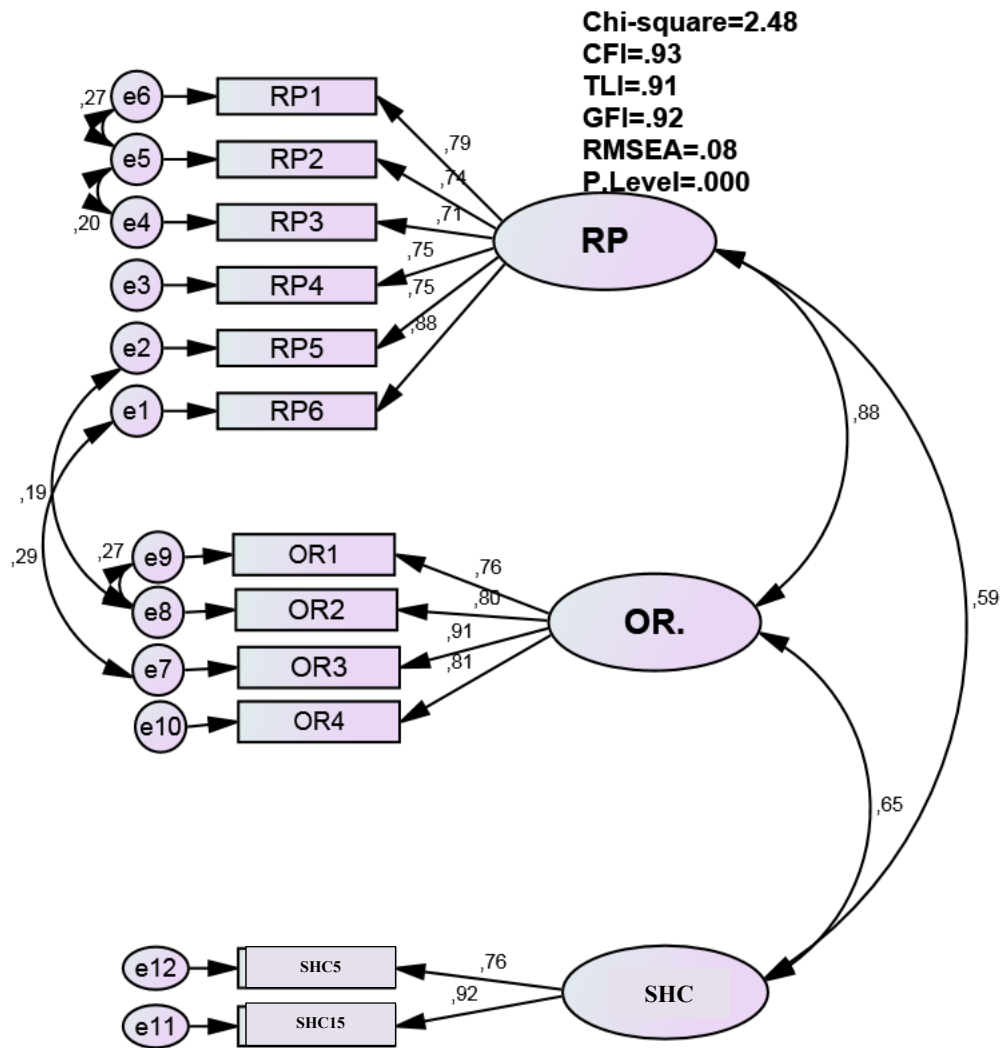 Chi-square=2.48
CFI=.93
TLI=.91
GFI=.92
RMSEA=.08
P.Level=.000
,27
e6
RP1
,79
e5
RP2
,74
,20
e4
RP3
,71
RP
e3
RP4
,75
e2
RP5
,75
e1
RP6
,88
,88
,19
,29
,59
,27
e9
OR1
,76
e8
OR2
,80
OR.
e7
OR3
,91
e10
OR4
,81
,65
e12
SHC5
,76
SHC
e11
SHC15
,92